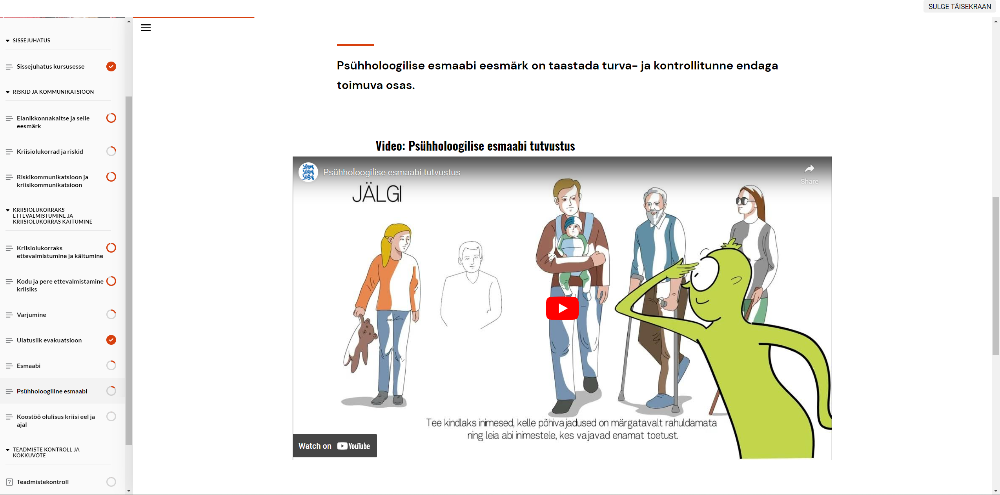 SULGE TÄISEKRAAN
SISSEJUHATUS
Sissejuhatus kursusesse
RISKID JA KOMMUNIKATSIOON
Elanikkonnakaitse ja selle
eesmärk
Kriisiolukorrad ja riskid
Riskikommunikatsioon ja
kriisikommunikatsioon
KRIISIOLUKORRAKS
ETTEVALMISTUMINE JA
KRIISIOLUKORRAS KÄITUMINE
Kriisiolukorraks
ettevalmistumine ja käitumine
Kodu ja pere ettevalmistamine
kriisiks
Varjumine
Ulatuslik evakuatsioon
Esmaabi
Psühholoogiline esmaabi
Koostöö olulisus kriisi eel ja
ajal
TEADMISTE KONTROLL JA
KOKKUVÕTE
Teadmistekontroll
Psühholoogilise esmaabi eesmärk on taastada turva- ja kontrollitunne endaga
toimuva osas.
Video: Psühholoogilise esmaabi tutvustus
Psühholoogilise esmaabi tutvustus
Share
JÄLGI
Tee kindlaks inimesed, kelle põhivajadused on märgatavalt rahuldamata
ning leia abi inimestele, kes vajavad enamat toetust.
Watch on YouTube